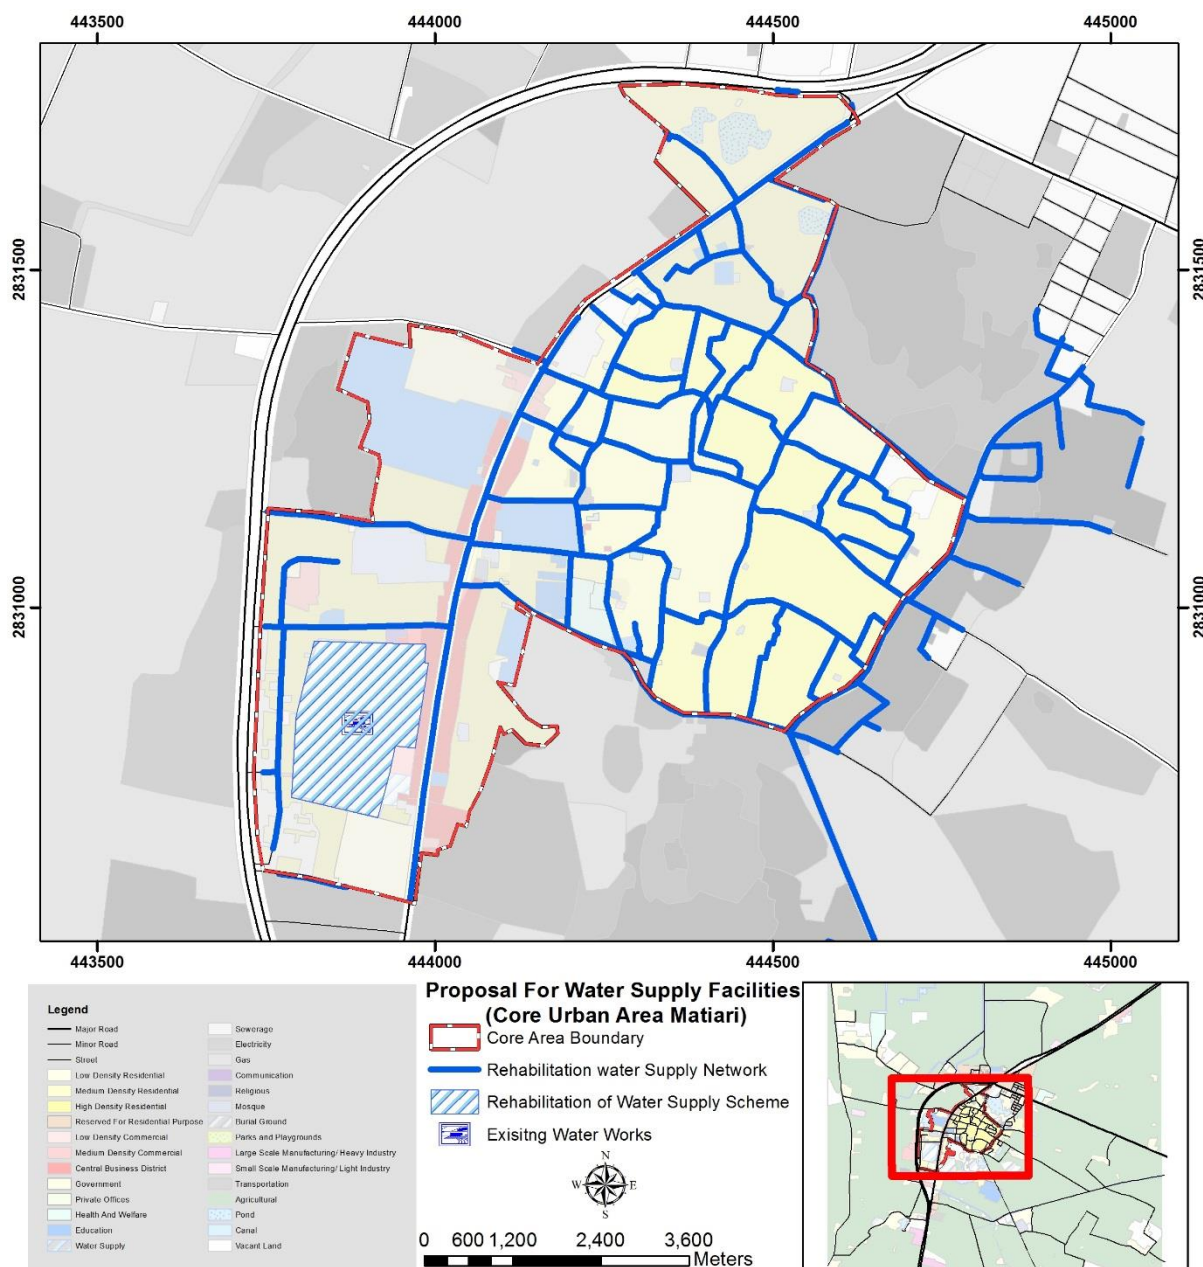 443500 444000 444500 445000
2831500 2831500
2831000 2831000
443500 444000 444500 445000
Legend
Major Road
Minor Road
Street
Low Density Residential
Medium Density Residential
High Density Residential
Reserved For Residential Purpose
Low Density Commercial
Medium Density Commercial
Central Business District
Government
Private Offices
Health And Welfare
Education
Water Supply
Sewerage
Electricity
Gas
Communication
Religious
Mosque
Burial Ground
Parks and Playgrounds
Large Scale Manufacturing/ Heavy Industry
Small Scale Manufacturing/ Light Industry
Transportation
Agricultural
Pond
Canal
Vacant Land
Proposal For Water Supply Facilities
(Core Urban Area Matiari)
Core Area Boundary
Rehabilitation water Supply Network
Rehabilitation of Water Supply Scheme
Exisitng Water Works
N
W E
S
0 600 1,200 2,400 3,600
Meters